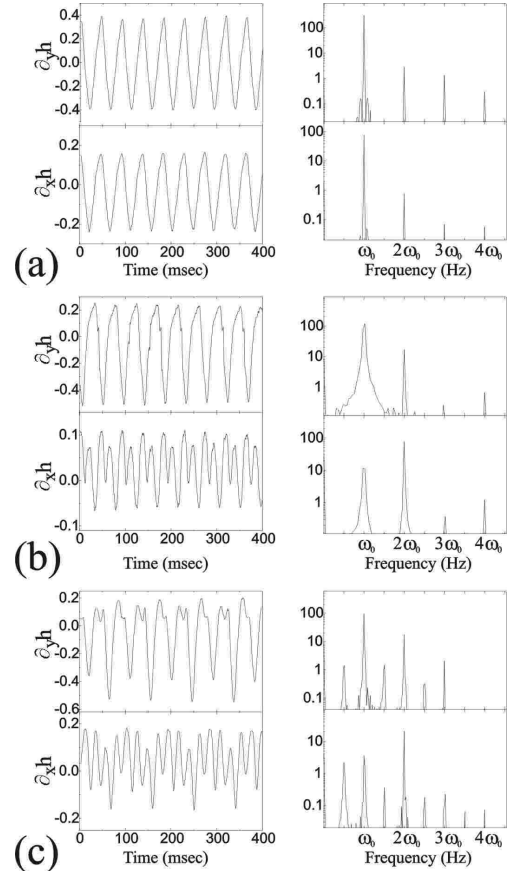 0.4
0.2
0.0
-0.2
-0.4
∂yh
0.2
0.0
-0.2
∂xh
0 100 200 300 400
Time (msec)
100
10
1
0.1
100
10
1
0.1
ω₀ 2ω₀ 3ω₀ 4ω₀
Frequency (Hz)
(a)
0.2
0.0
-0.2
-0.4
∂yh
0.1
0.0
-0.1
∂xh
0 100 200 300 400
Time (msec)
100
10
1
100
10
1
ω₀ 2ω₀ 3ω₀ 4ω₀
Frequency (Hz)
(b)
0.2
0.0
-0.2
-0.4
-0.6
∂yh
0.2
0.0
-0.2
∂xh
0 100 200 300 400
Time (msec)
100
10
1
0.1
10
1
0.1
ω₀ 2ω₀ 3ω₀ 4ω₀
Frequency (Hz)
(c)